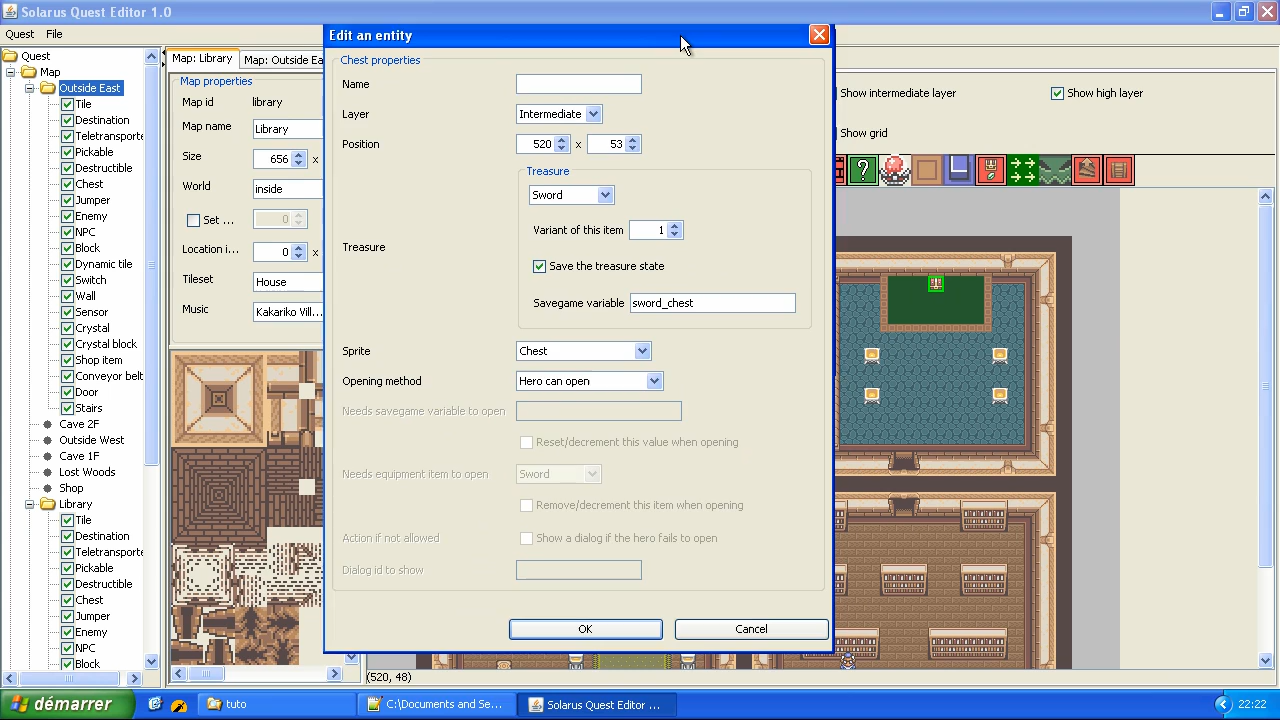 Solarus Quest Editor 1.0
Quest File
Quest
Map
Outside East
Tile
Destination
Teletransporte
Pickable
Destructible
Chest
Jumper
Enemy
NPC
Block
Dynamic tile
Switch
Wall
Sensor
Crystal
Crystal block
Shop item
Conveyor belt
Door
Stairs
Cave 2F
Outside West
Cave 1F
Lost Woods
Shop
Library
Tile
Destination
Teletransporte
Pickable
Destructible
Chest
Jumper
Enemy
NPC
Block
Map: Library Map: Outside Ea
Map properties
Map id library
Map name Library
Size 656 x
World inside
Set ... 0
Location i... 0 x
Tileset House
Music Kakariko Vill...
Edit an entity
Chest properties
Name
Layer Intermediate
Position 520 x 53
Treasure
Treasure
Sword
Variant of this item 1
Save the treasure state
Savegame variable sword_chest
Sprite Chest
Opening method Hero can open
Needs savegame variable to open
Reset/decrement this value when opening
Needs equipment item to open Sword
Remove/decrement this item when opening
Action if not allowed Show a dialog if the hero fails to open
Dialog id to show
OK Cancel
Show intermediate layer Show high layer
Show grid
?
(520, 48)
démarrer tuto C:\Documents and Se... Solarus Quest Editor ... 22:22